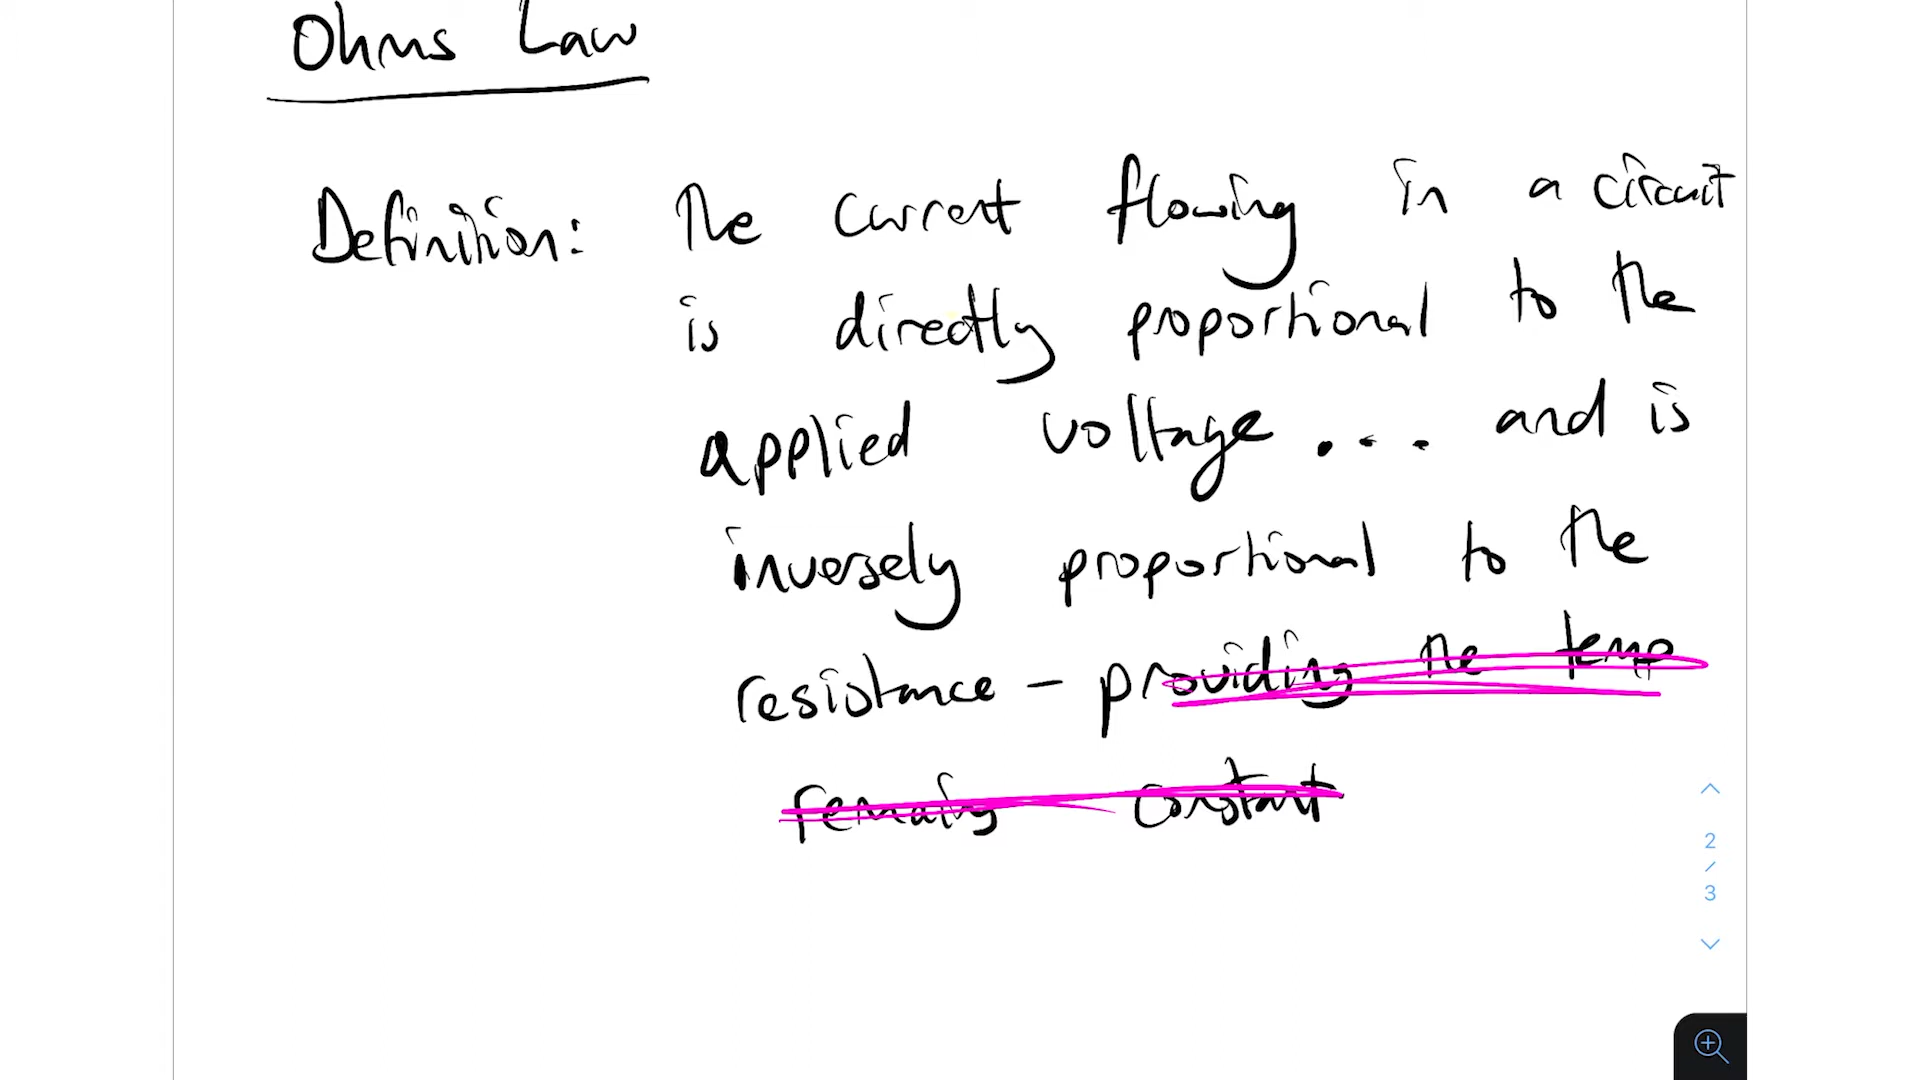 Ohms Law
Definition: The current flowing in a circuit
is directly proportional to the
applied voltage.... and is
inversely proportional to the
resistance - providing the temp
remains constant
2
/
3